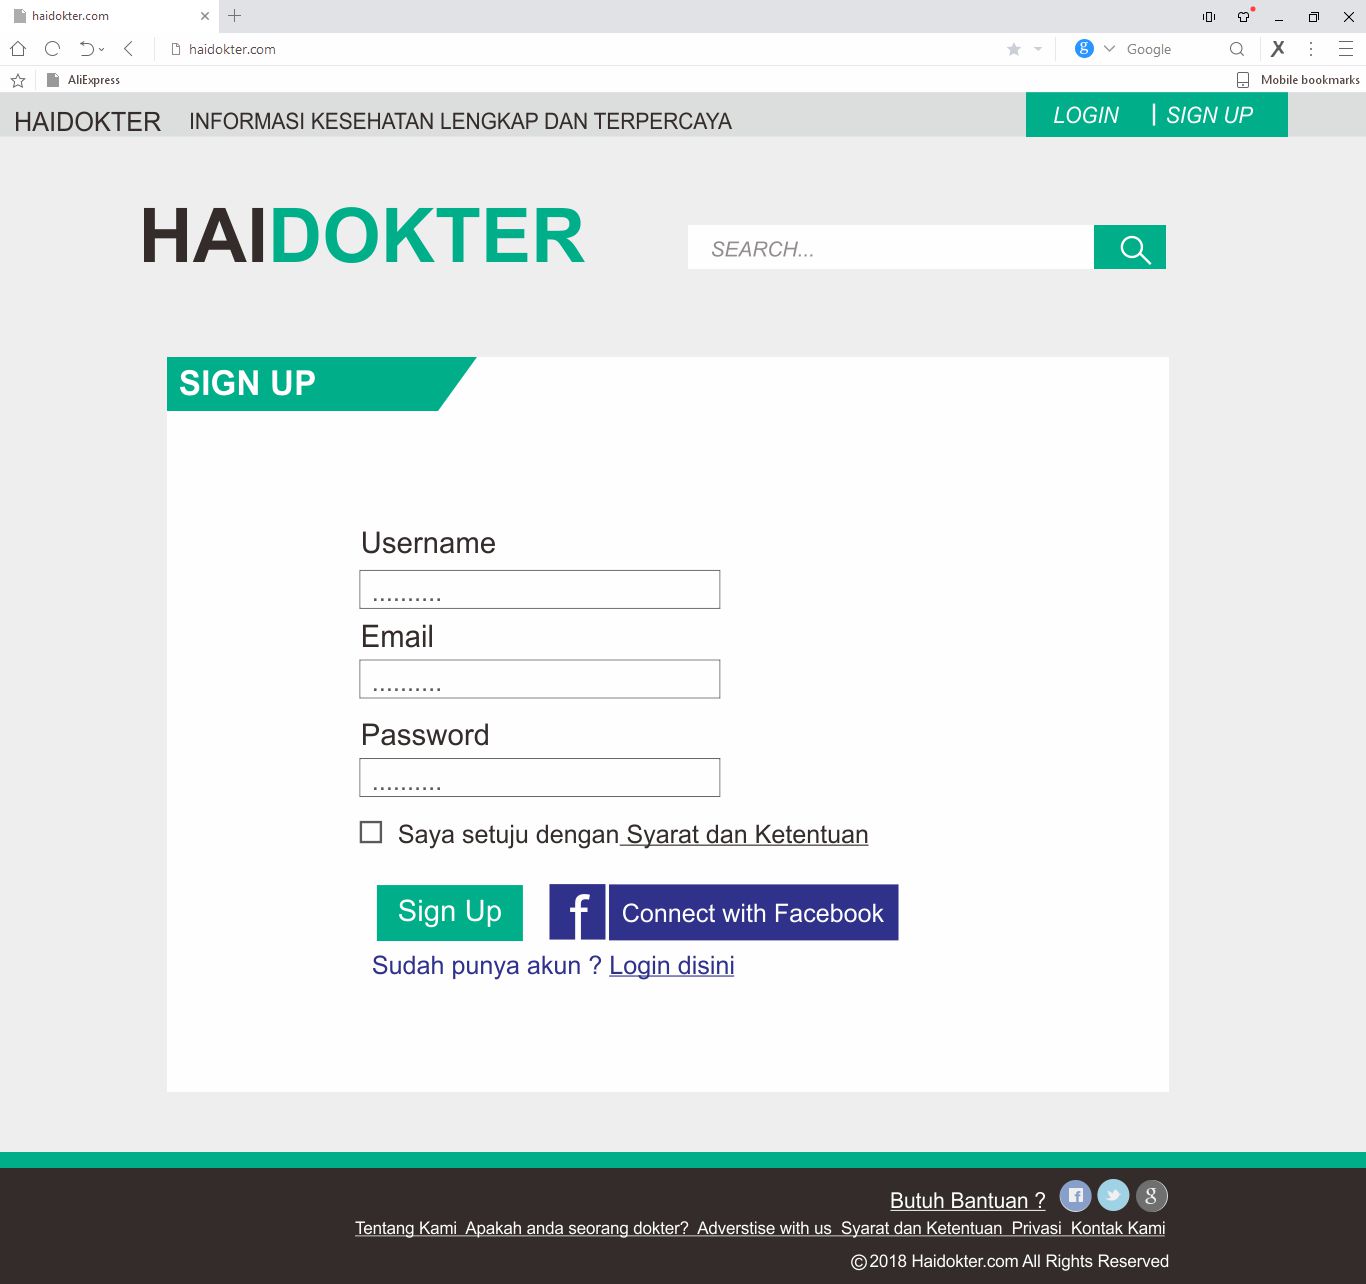 haidokter.com
haidokter.com
Google
AliExpress
Mobile bookmarks
HAIDOKTER INFORMASI KESEHATAN LENGKAP DAN TERPERCAYA
LOGIN | SIGN UP
HAIDOKTER
SEARCH...
SIGN UP
Username
..........
Email
..........
Password
..........
Saya setuju dengan Syarat dan Ketentuan
Sign Up
f Connect with Facebook
Sudah punya akun ? Login disini
Butuh Bantuan ?
Tentang Kami Apakah anda seorang dokter? Adverstise with us Syarat dan Ketentuan Privasi Kontak Kami
© 2018 Haidokter.com All Rights Reserved